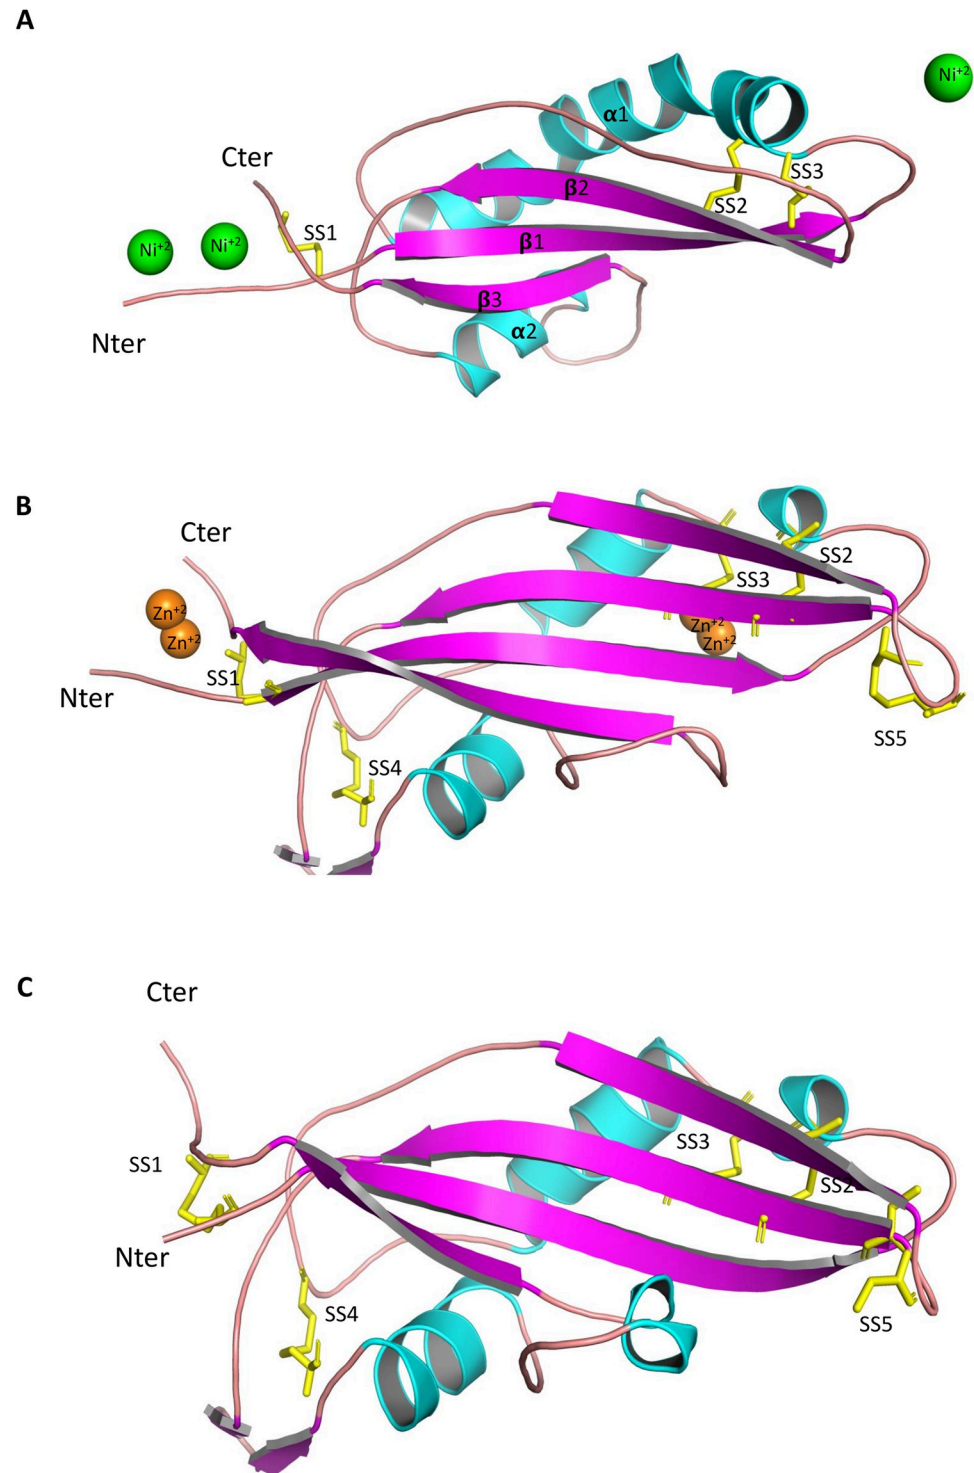 A
Ni+2
α1
Cter
SS3
β2
SS2
SS1
Ni+2
Ni+2
β1
β3
α2
Nter
B
Cter
SS2
SS3
Zn+2
Zn+2
Zn+2
Zn+2
SS1
Nter
SS5
SS4
C
Cter
SS3
SS1
SS2
Nter
SS4
SS5